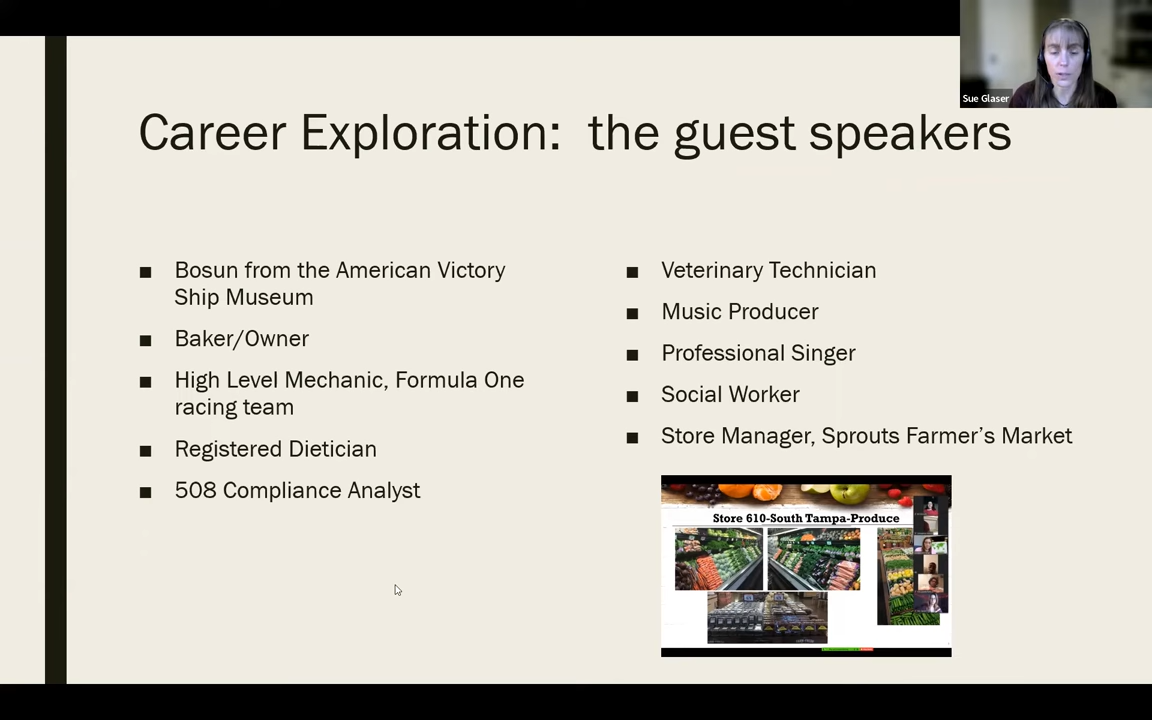 Sue Glaser
Career Exploration: the guest speakers
■ Bosun from the American Victory
Ship Museum
■ Baker/Owner
■ High Level Mechanic, Formula One
racing team
■ Registered Dietician
■ 508 Compliance Analyst
■ Veterinary Technician
■ Music Producer
■ Professional Singer
■ Social Worker
■ Store Manager, Sprouts Farmer’s Market
Store 610-South Tampa-Produce